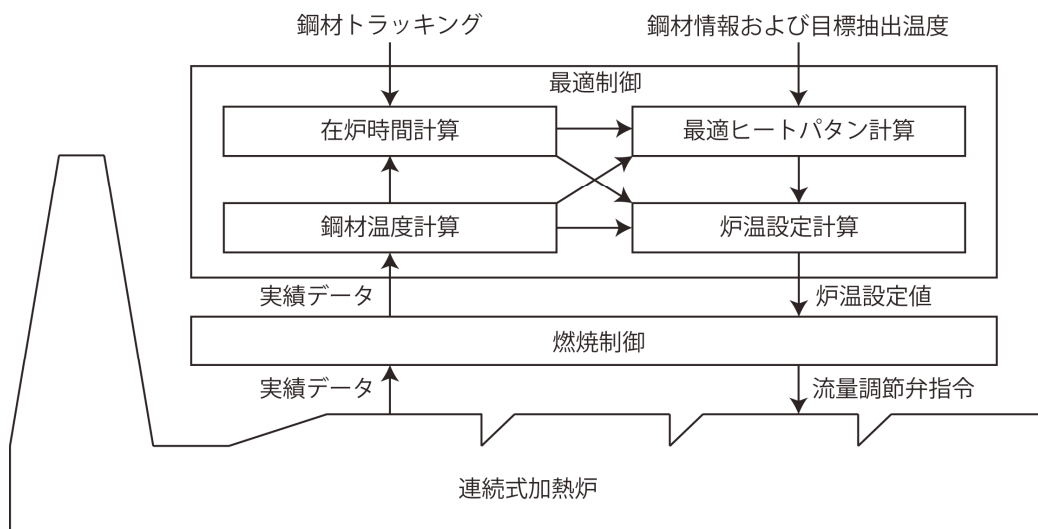 鋼材トラッキング
鋼材情報および目標抽出温度
最適制御
在炉時間計算
最適ヒートパタン計算
鋼材温度計算
炉温設定計算
実績データ
炉温設定値
燃焼制御
実績データ
流量調節弁指令
連続式加熱炉